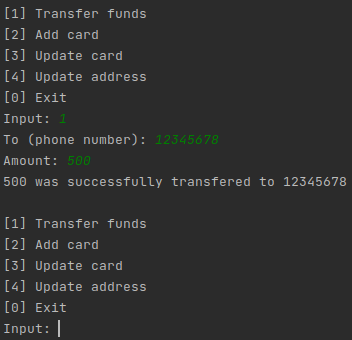 [1] Transfer funds
[2] Add card
[3] Update card
[4] Update address
[0] Exit
Input: 1
To (phone number): 12345678
Amount: 500
500 was successfully transfered to 12345678
[1] Transfer funds
[2] Add card
[3] Update card
[4] Update address
[0] Exit
Input: